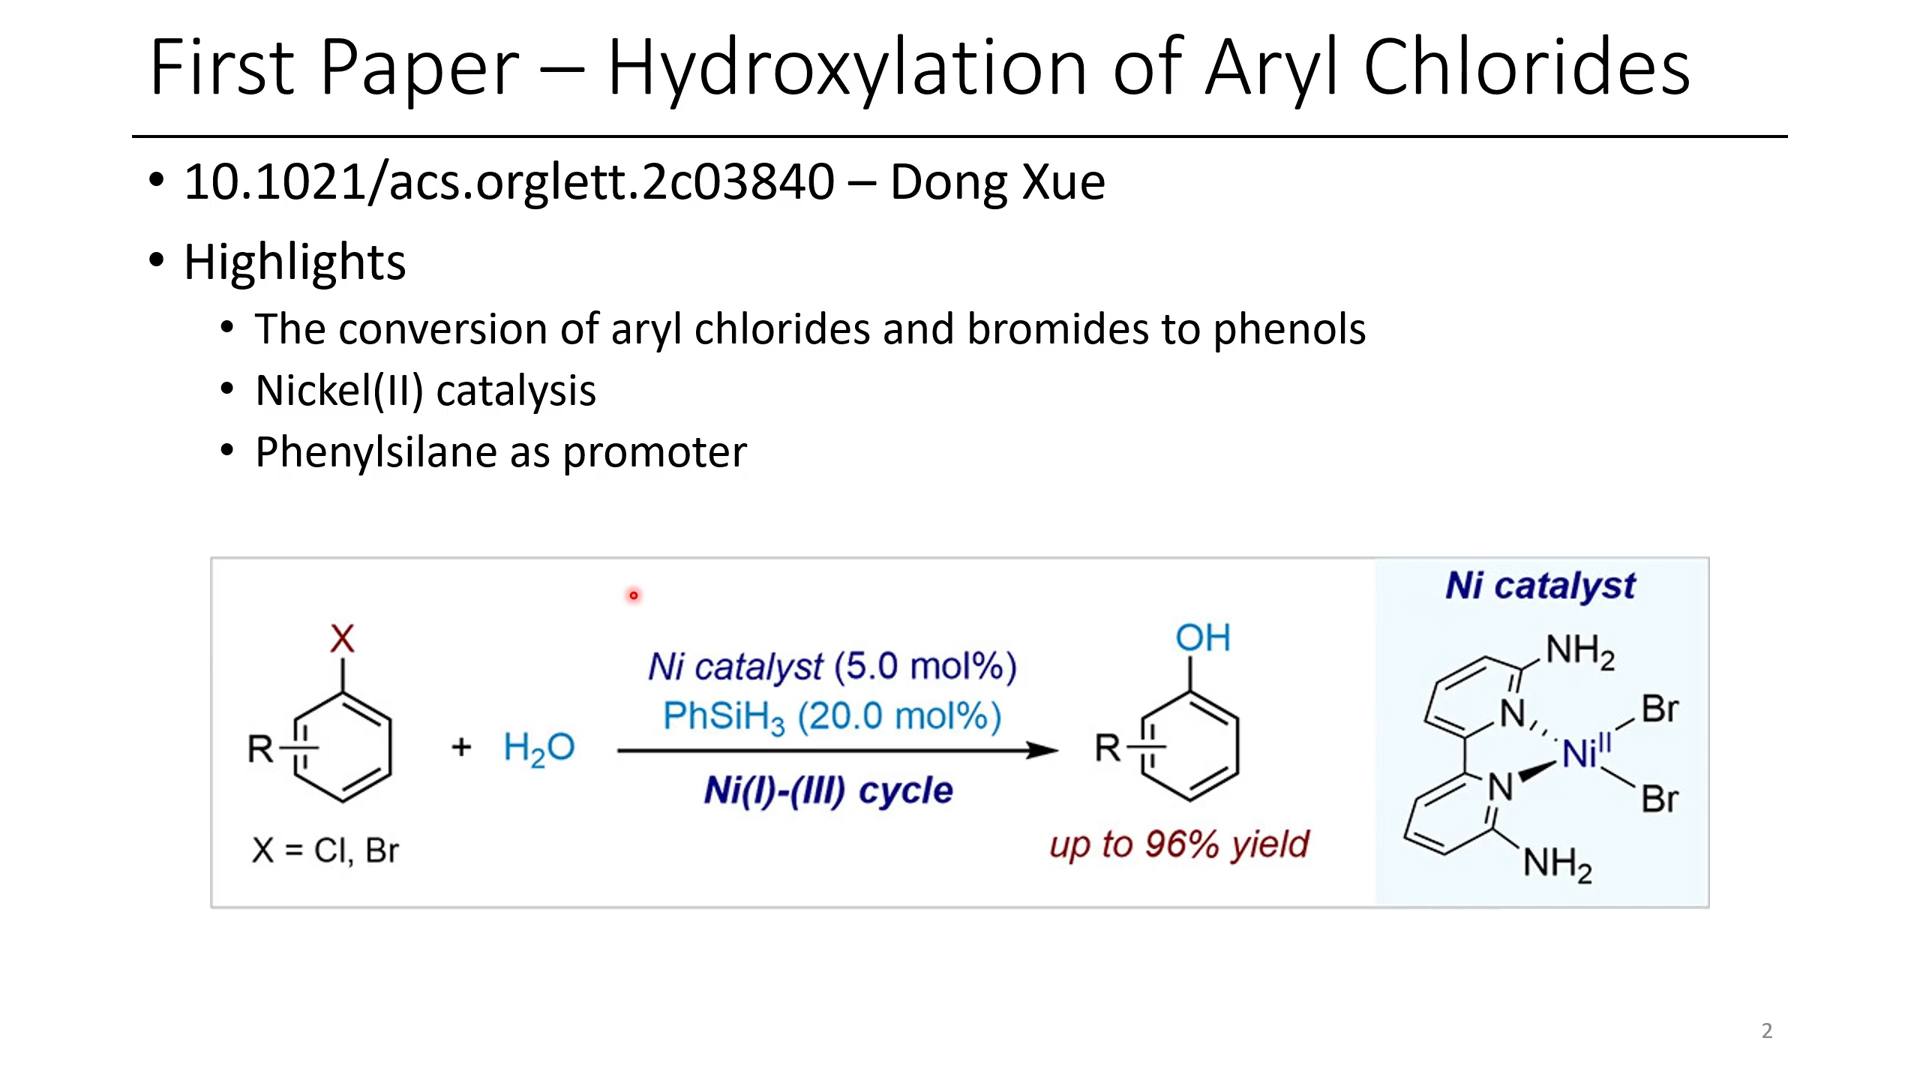 First Paper – Hydroxylation of Aryl Chlorides
• 10.1021/acs.orglett.2c03840 – Dong Xue
• Highlights
• The conversion of aryl chlorides and bromides to phenols
• Nickel(II) catalysis
• Phenylsilane as promoter
X
R
X = Cl, Br
+ H₂O
Ni catalyst (5.0 mol%)
PhSiH₃ (20.0 mol%)
Ni(I)-(III) cycle
OH
R
up to 96% yield
Ni catalyst
NH₂
N
Br
Niᴵᴵ
N
Br
NH₂
2